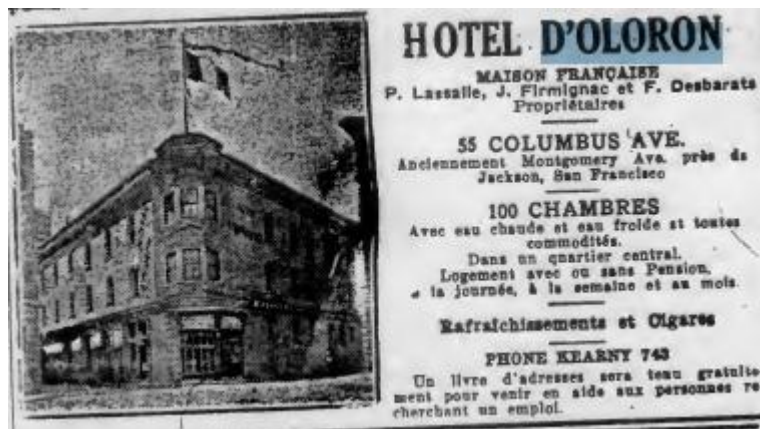 HOTEL D'OLORON
MAISON FRANÇAISE
P. Lassalle, J. Firmignac et F. Desbarats
Propriétaires
55 COLUMBUS AVE.
Anciennement Montgomery Ave. près de
Jackson, San Francisco
100 CHAMBRES
Avec eau chaude et eau froide et toutes
commodités.
Dans un quartier central.
Logement avec ou sans Pension,
à la journée, à la semaine et au mois.
Rafraîchissements et Cigares
PHONE KEARNY 743
Un livre d'adresses sera tenu gratuite-
ment pour venir en aide aux personnes re-
cherchant un emploi.